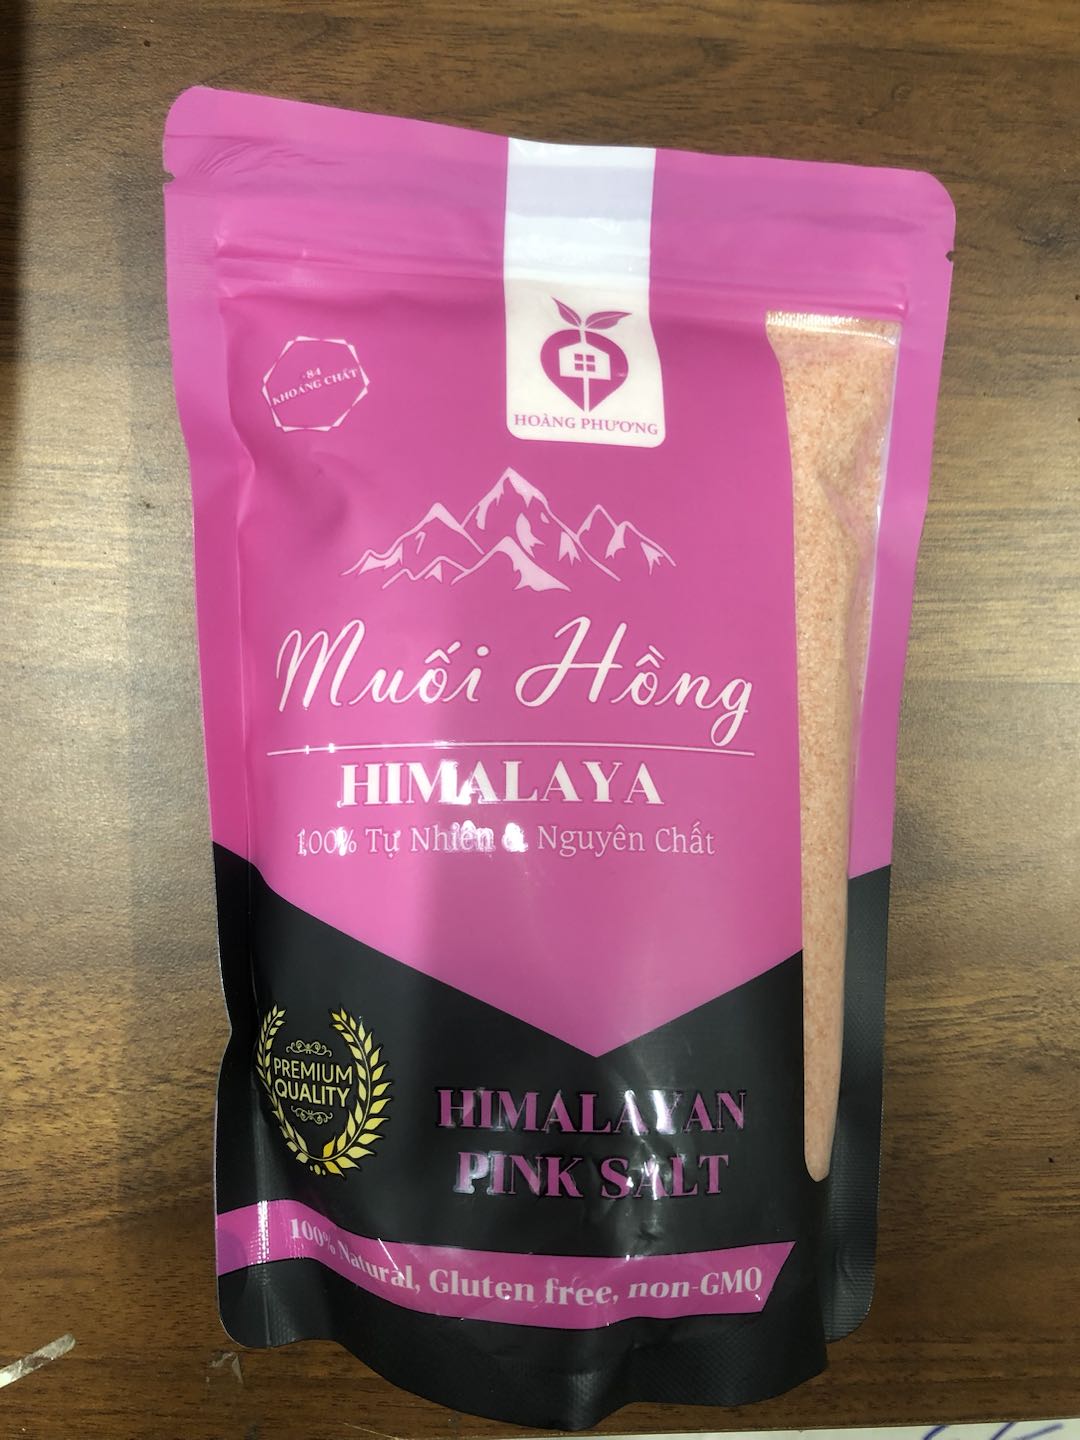 HOÀNG PHƯƠNG
84
KHOÁNG CHẤT
Muối Hồng
HIMALAYA
100% Tự Nhiên & Nguyên Chất
PREMIUM
QUALITY
HIMALAYAN
PINK SALT
100% Natural, Gluten free, non-GMO